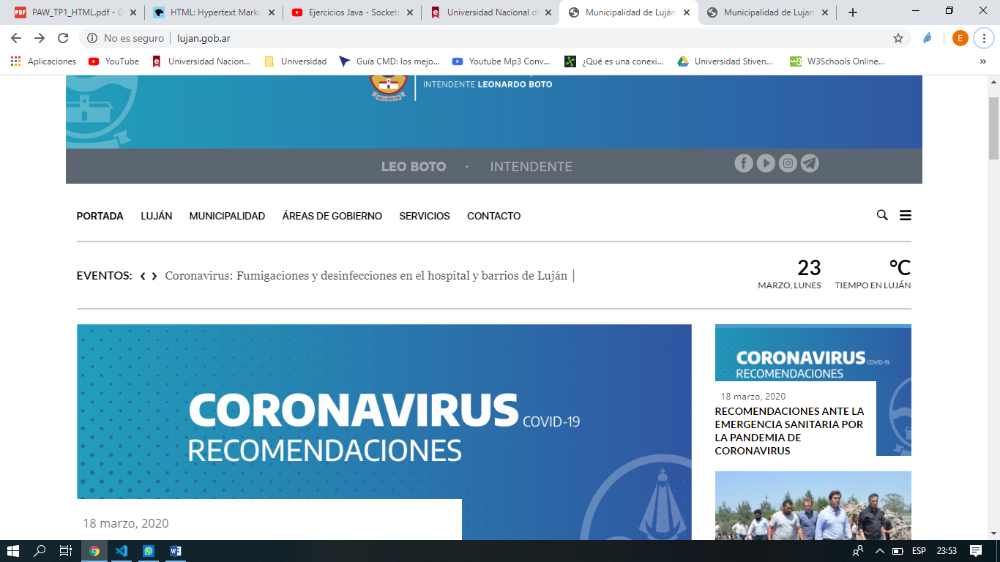 PAW_TP1_HTML.pdf - G
HTML: Hypertext Marku
Ejercicios Java - Sockets
Universidad Nacional d
Municipalidad de Luján
Municipalidad de Lujan
No es seguro
lujan.gob.ar
E
Aplicaciones
YouTube
Universidad Nacion...
Universidad
Guía CMD: los mejo...
Youtube Mp3 Conv...
¿Qué es una conexi...
Universidad Stiven...
W3Schools Online...
»
INTENDENTE LEONARDO BOTO
LEO BOTO · INTENDENTE
PORTADA LUJÁN MUNICIPALIDAD ÁREAS DE GOBIERNO SERVICIOS CONTACTO
EVENTOS: Coronavirus: Fumigaciones y desinfecciones en el hospital y barrios de Luján |
23
MARZO, LUNES
°C
TIEMPO EN LUJÁN
CORONAVIRUS COVID-19
RECOMENDACIONES
18 marzo, 2020
CORONAVIRUS COVID-19
RECOMENDACIONES
18 marzo, 2020
RECOMENDACIONES ANTE LA
EMERGENCIA SANITARIA POR
LA PANDEMIA DE
CORONAVIRUS
ESP
23:53